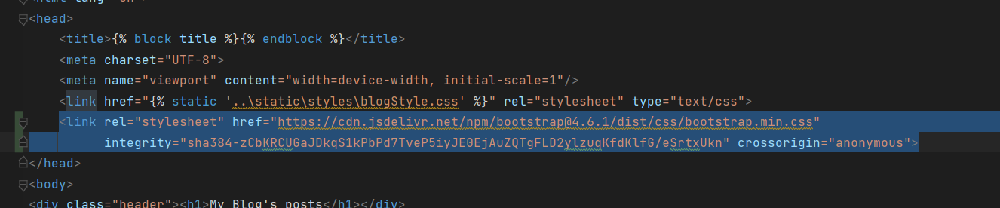 <html lang="en">
<head>
<title>{% block title %}{% endblock %}</title>
<meta charset="UTF-8">
<meta name="viewport" content="width=device-width, initial-scale=1"/>
<link href="{% static '..\static\styles\blogStyle.css' %}" rel="stylesheet" type="text/css">
<link rel="stylesheet" href="https://cdn.jsdelivr.net/npm/bootstrap@4.6.1/dist/css/bootstrap.min.css"
integrity="sha384-zCbKRCUGaJDkqS1kPbPd7TveP5iyJE0EjAuZQTgFLD2ylzuqKfdKlfG/eSrtxUkn" crossorigin="anonymous">
</head>
<body>
<div class="header"><h1>My Blog's posts</h1></div>